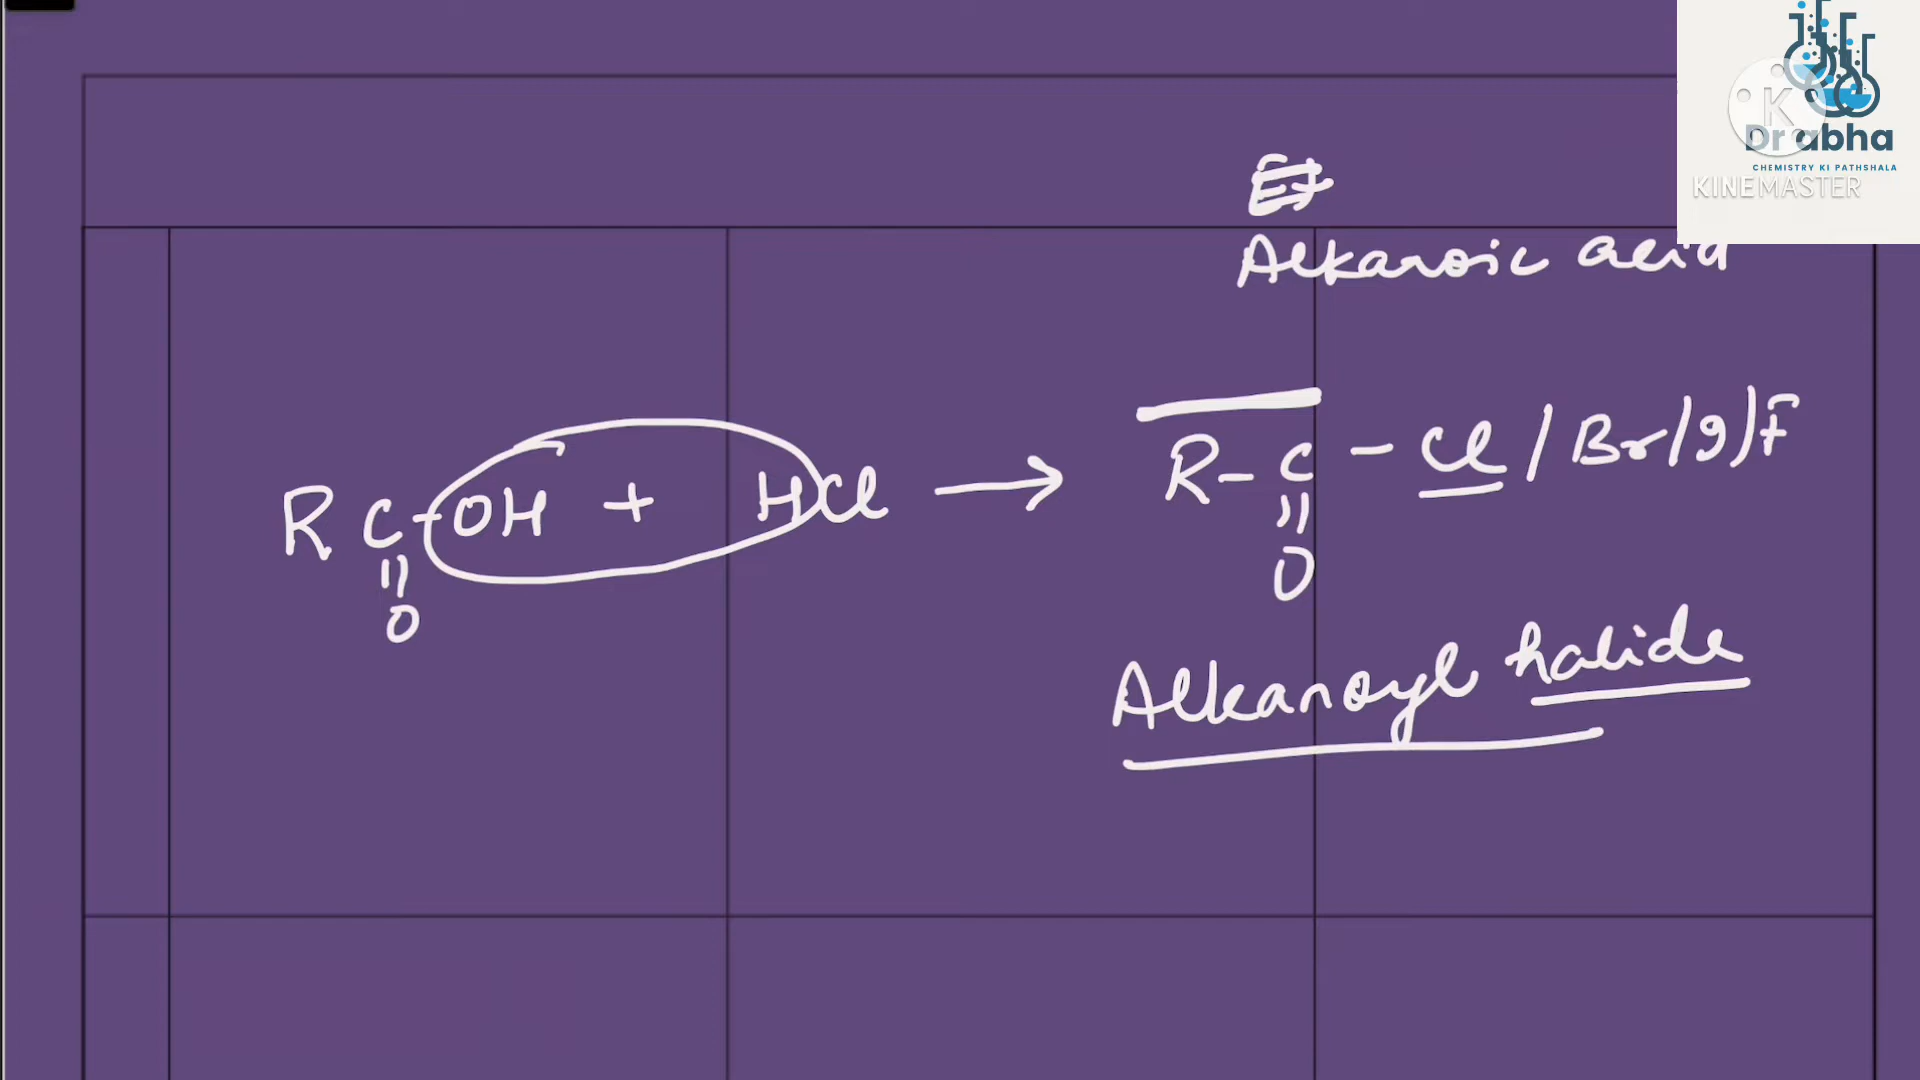 Dr abha
CHEMISTRY KI PATHSHALA
KINEMASTER
Alkanoic acid
R C-OH + HCl → R-C-Cl/Br/I/F
O O
Alkanoyl halide